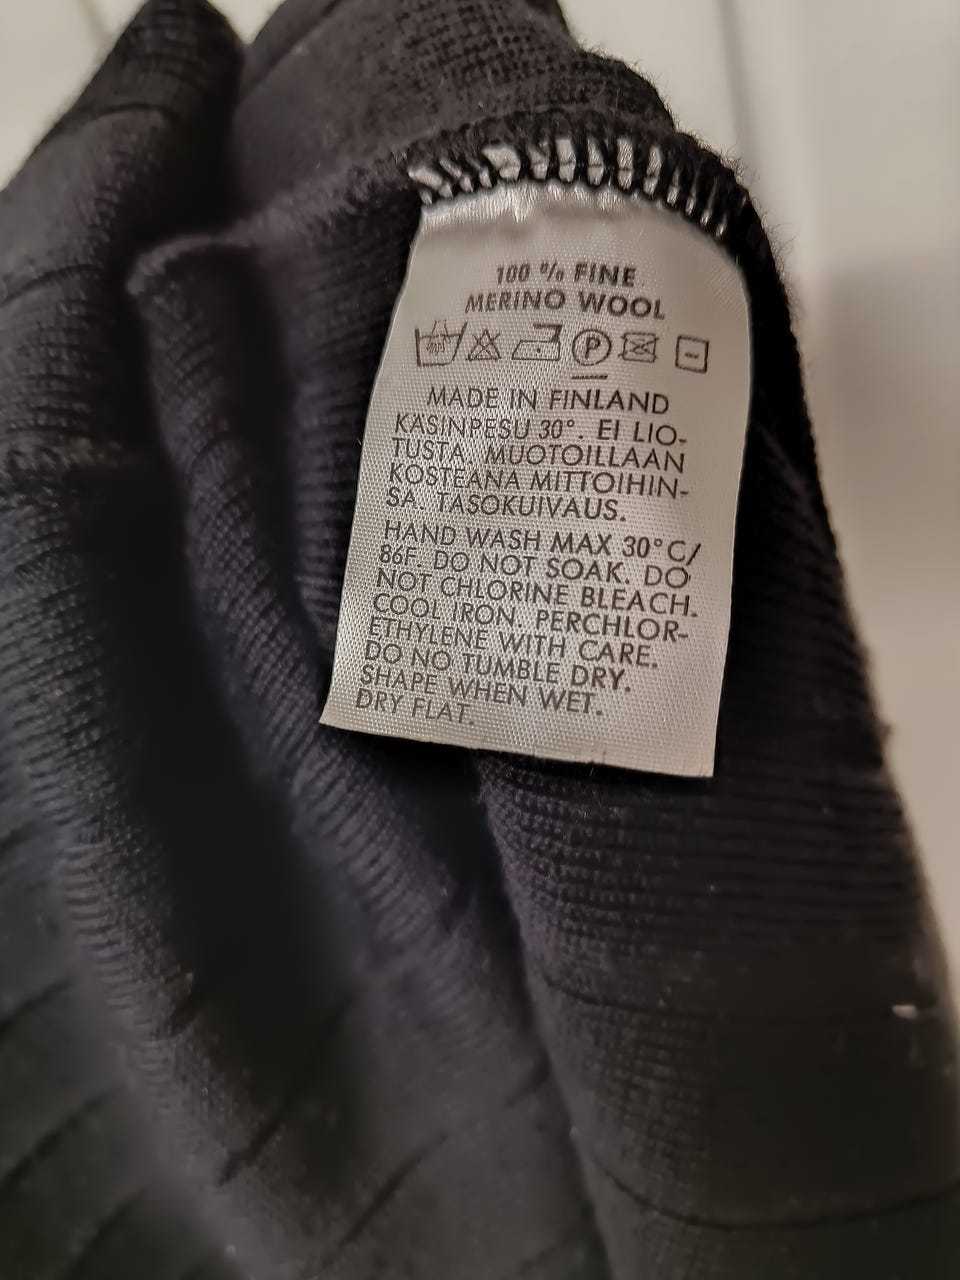 100 % FINE
MERINO WOOL
P
MADE IN FINLAND
KÄSINPESU 30°. EI LIO-
TUSTA. MUOTOILLAAN
KOSTEANA MITTOIHIN-
SA. TASOKUIVAUS.
HAND WASH MAX 30°C/
86F. DO NOT SOAK. DO
NOT CHLORINE BLEACH.
COOL IRON. PERCHLOR-
ETHYLENE WITH CARE.
DO NO TUMBLE DRY.
SHAPE WHEN WET.
DRY FLAT.